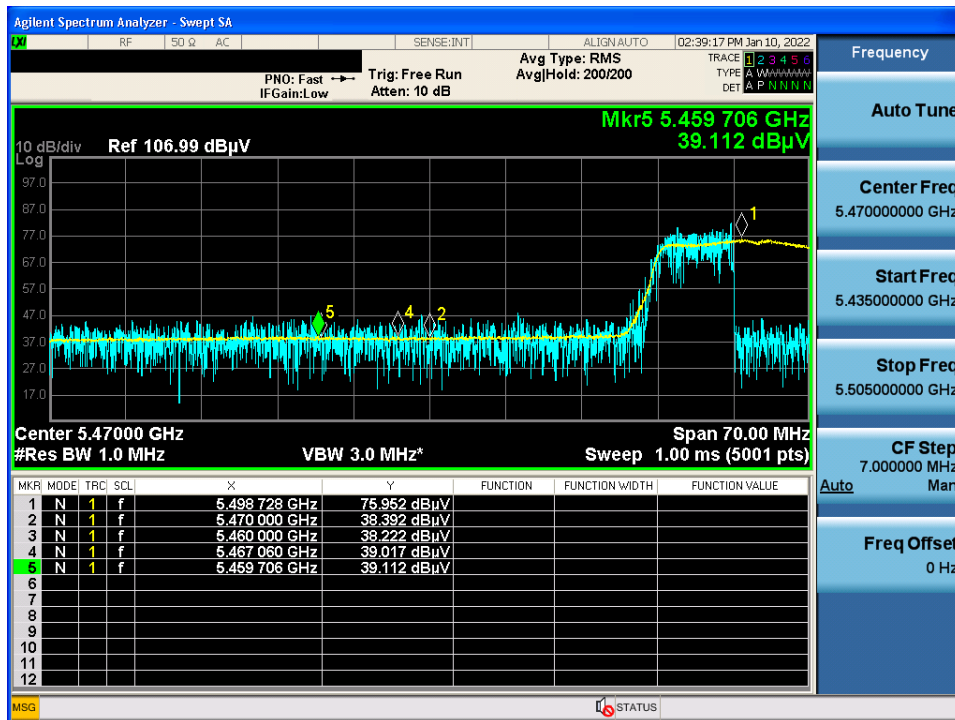 Agilent Spectrum Analyzer - Swept SA
LXI RF 50 Ω AC SENSE:INT ALIGN AUTO 02:39:17 PM Jan 10, 2022
PNO: Fast IFGain:Low
Trig: Free Run
Atten: 10 dB
Avg Type: RMS
Avg|Hold: 200/200
TRACE 1 2 3 4 5 6
TYPE A WWWWW
DET A P N N N N
Mkr5 5.459 706 GHz
39.112 dBµV
10 dB/div Ref 106.99 dBµV
Log
97.0
87.0
77.0
67.0
57.0
47.0
37.0
27.0
17.0
1
5
4
2
Center 5.47000 GHz Span 70.00 MHz
#Res BW 1.0 MHz VBW 3.0 MHz* Sweep 1.00 ms (5001 pts)
MKR MODE TRC SCL X Y FUNCTION FUNCTION WIDTH FUNCTION VALUE
1 N 1 f 5.498 728 GHz 75.952 dBµV
2 N 1 f 5.470 000 GHz 38.392 dBµV
3 N 1 f 5.460 000 GHz 38.222 dBµV
4 N 1 f 5.467 060 GHz 39.017 dBµV
5 N 1 f 5.459 706 GHz 39.112 dBµV
6
7
8
9
10
11
12
MSG STATUS
Frequency
Auto Tune
Center Freq
5.470000000 GHz
Start Freq
5.435000000 GHz
Stop Freq
5.505000000 GHz
CF Step
7.000000 MHz
Auto Man
Freq Offset
0 Hz